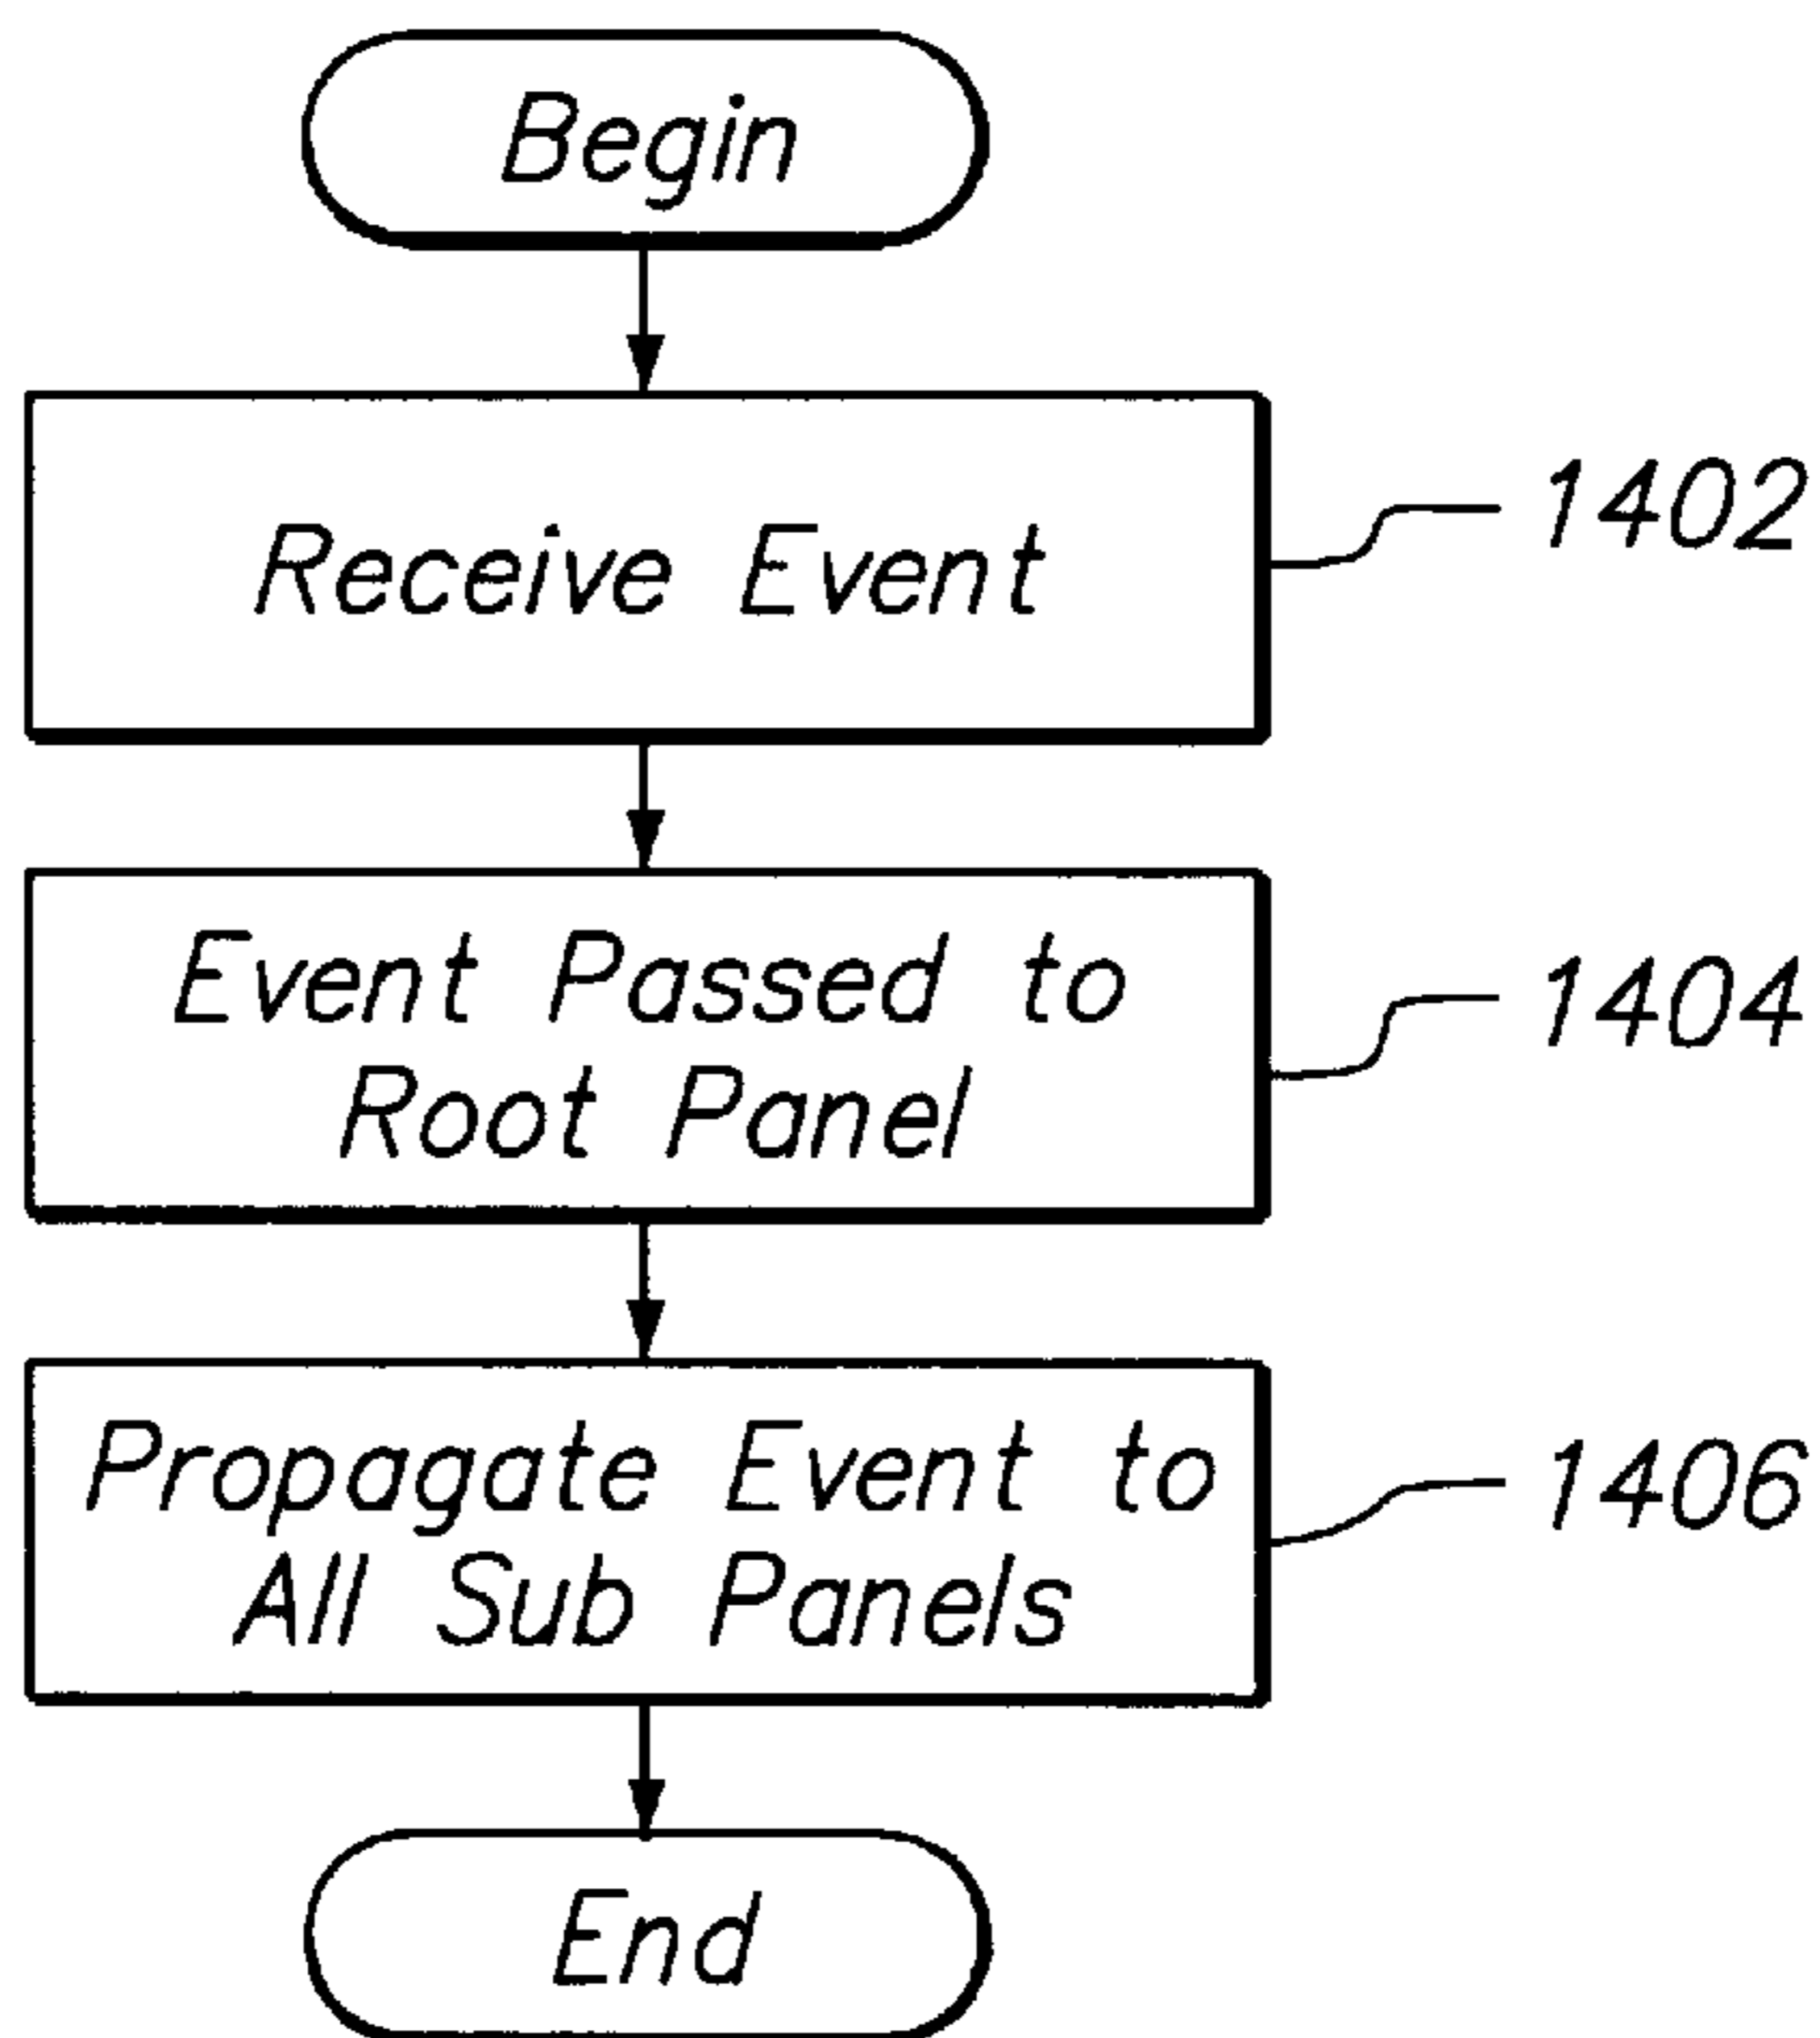 Begin
Receive Event
1402
Event Passed to
Root Panel
1404
Propagate Event to
All Sub Panels
1406
End